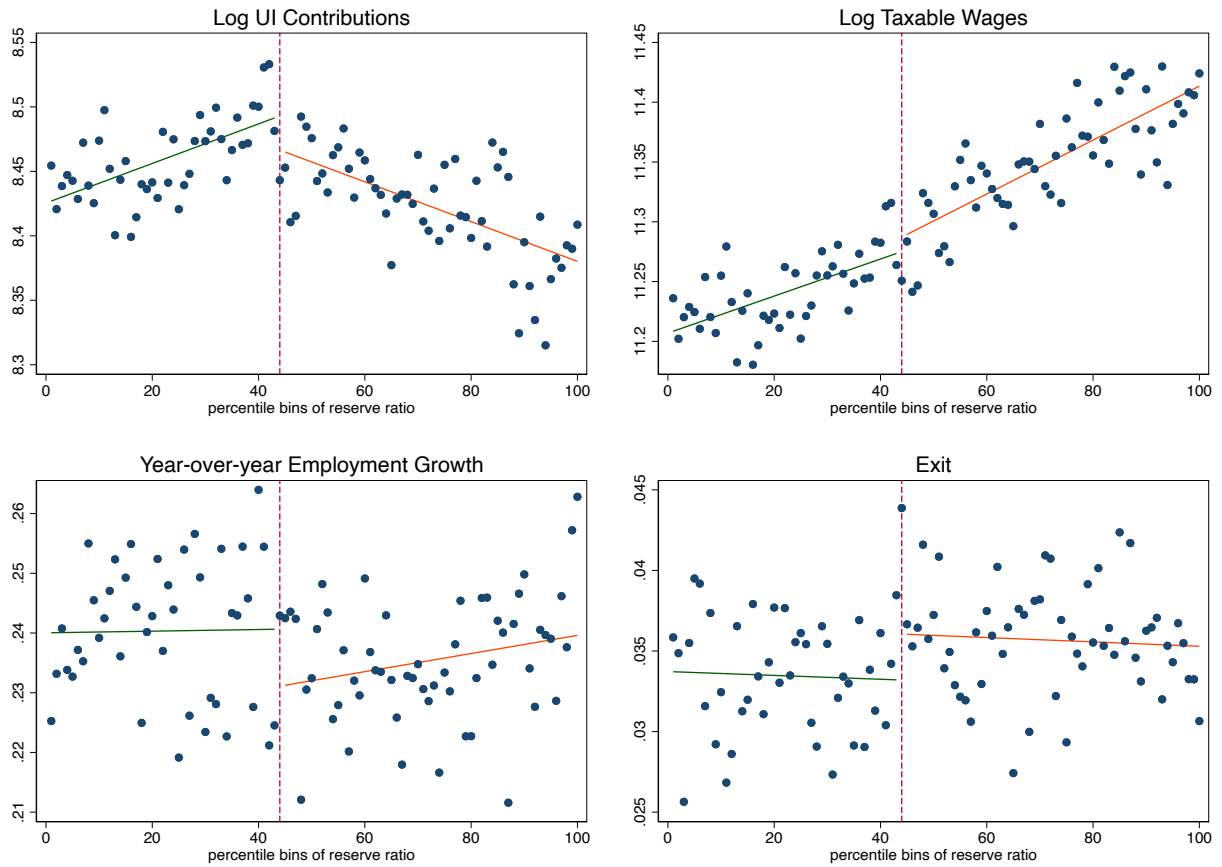 Log UI Contributions
8.55
8.5
8.45
8.4
8.35
8.3
0 20 40 60 80 100
percentile bins of reserve ratio
Log Taxable Wages
11.45
11.4
11.35
11.3
11.25
11.2
0 20 40 60 80 100
percentile bins of reserve ratio
Year-over-year Employment Growth
.26
.25
.24
.23
.22
.21
0 20 40 60 80 100
percentile bins of reserve ratio
Exit
.045
.04
.035
.03
.025
0 20 40 60 80 100
percentile bins of reserve ratio